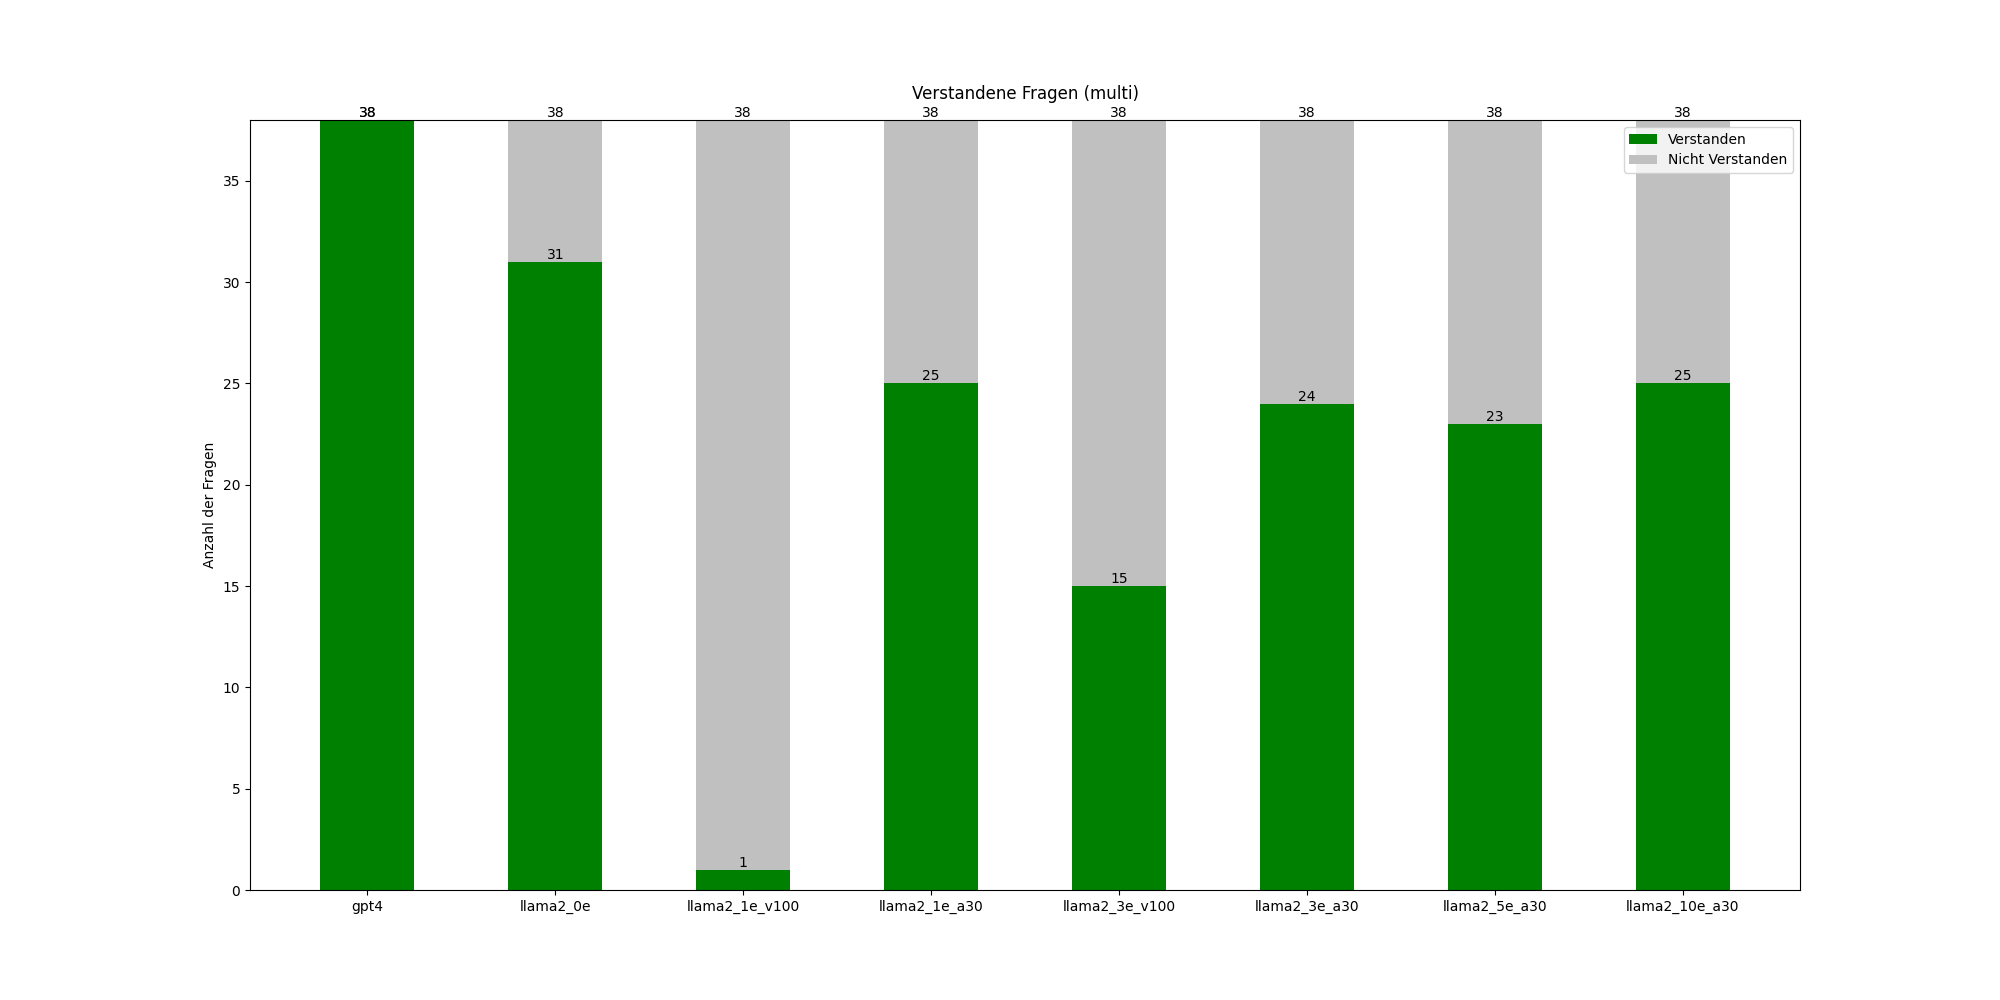 Verstandene Fragen (multi)
38 38 38 38 38 38 38 38
Verstanden
Nicht Verstanden
35
31
30
25 25
25
24
23
20
15
15
10
5
1
0
Anzahl der Fragen
gpt4 llama2_0e llama2_1e_v100 llama2_1e_a30 llama2_3e_v100 llama2_3e_a30 llama2_5e_a30 llama2_10e_a30